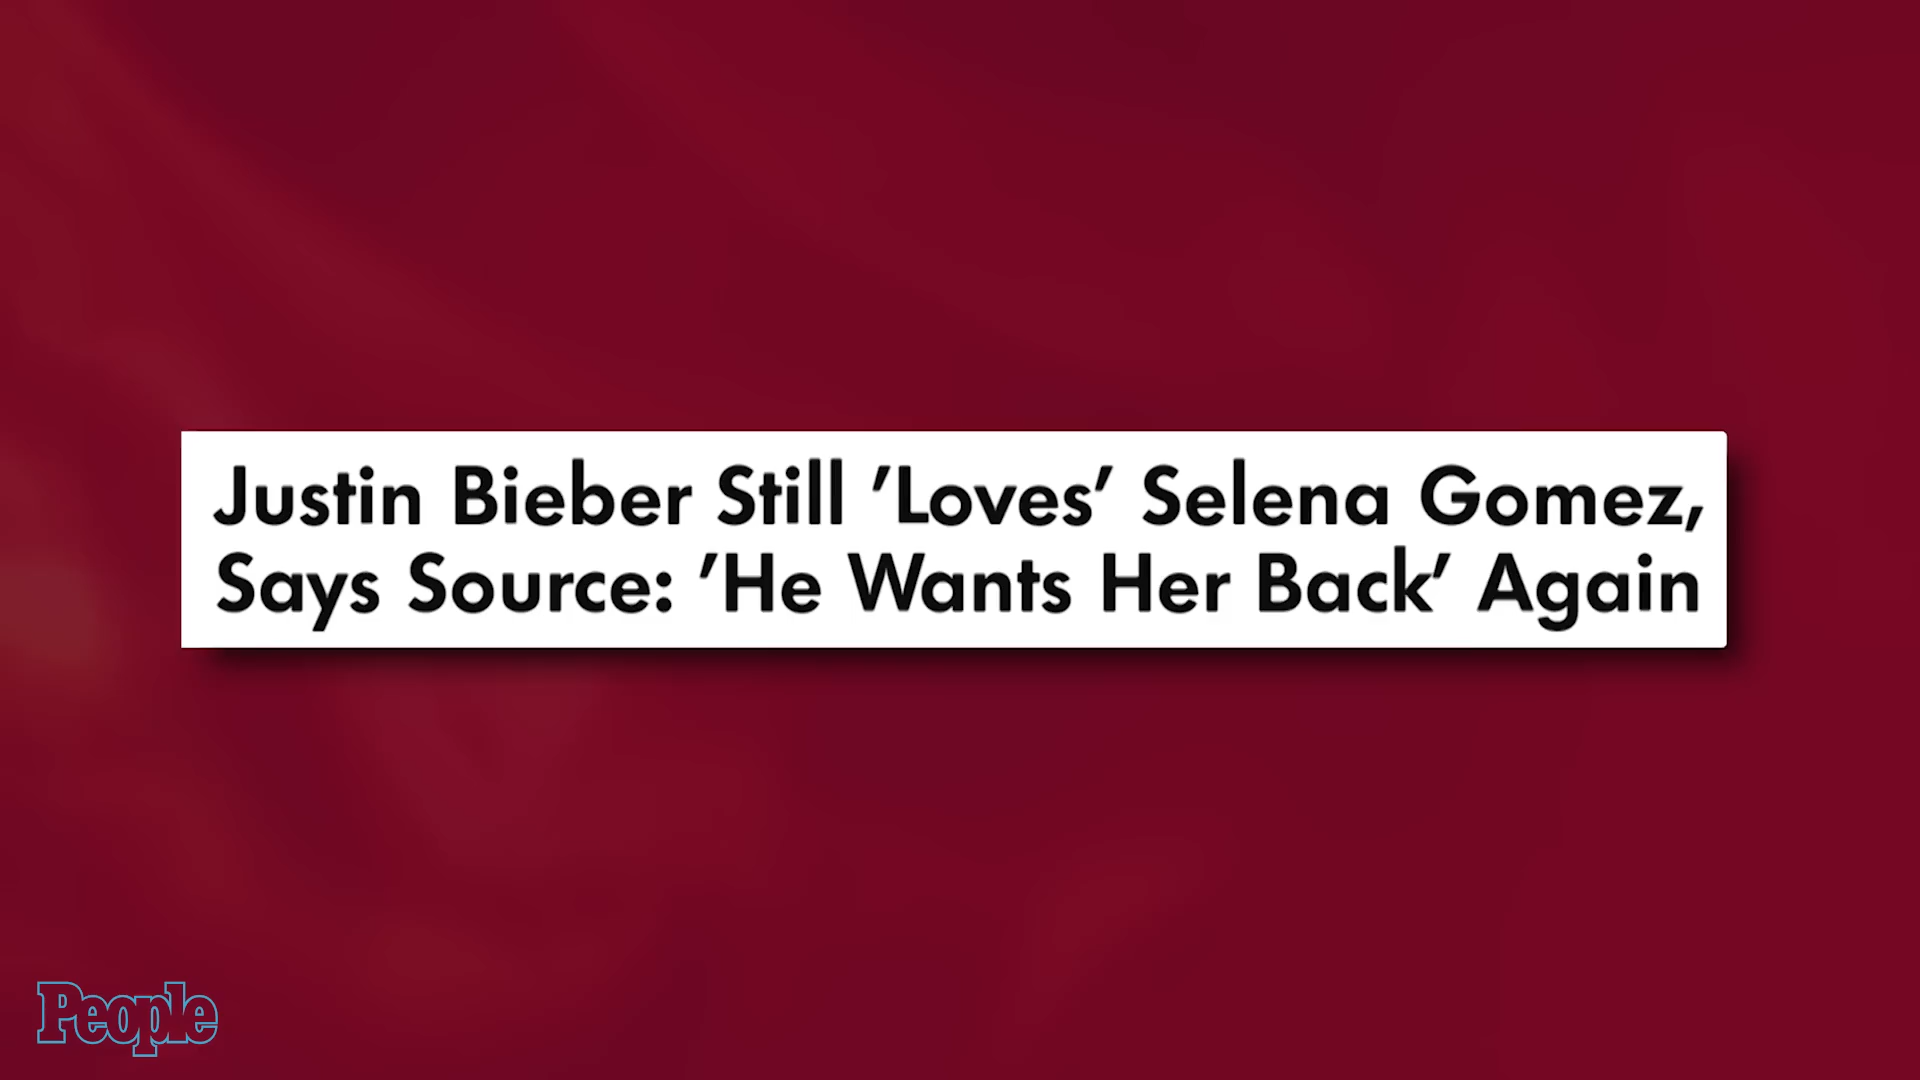 Justin Bieber Still ’Loves’ Selena Gomez,
Says Source: ’He Wants Her Back’ Again
People